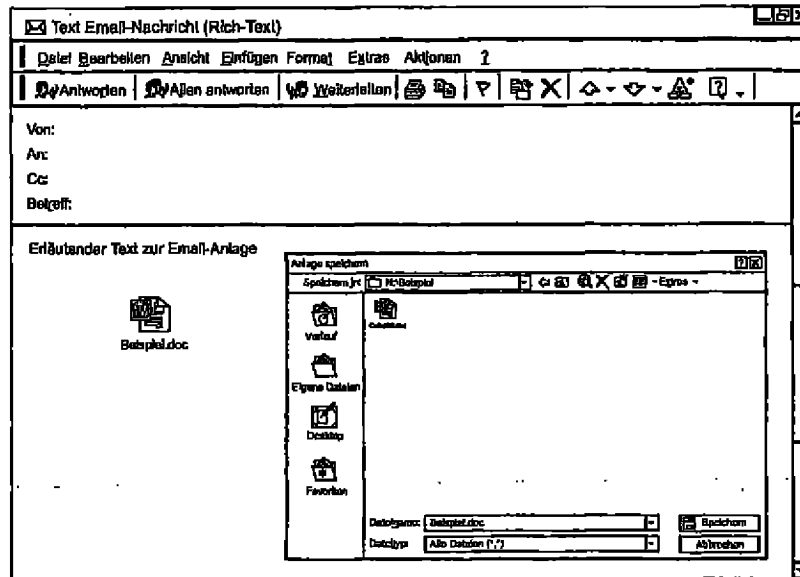 Text Email-Nachricht (Rich-Text)
Datei Bearbeiten Ansicht Einfügen Format Extras Aktionen ?
Antworten Allen antworten Weiterleiten
Von:
An:
Cc:
Betreff:
Erläutender Text zur Email-Anlage
Beispiel.doc
Anlage speichern
Speichern in: H:\Beispiel Extras
Verlauf
Eigene Dateien
Desktop
Favoriten
Dateiname: Beispiel.doc Speichern
Dateityp: Alle Dateien (*.*) Abbrechen